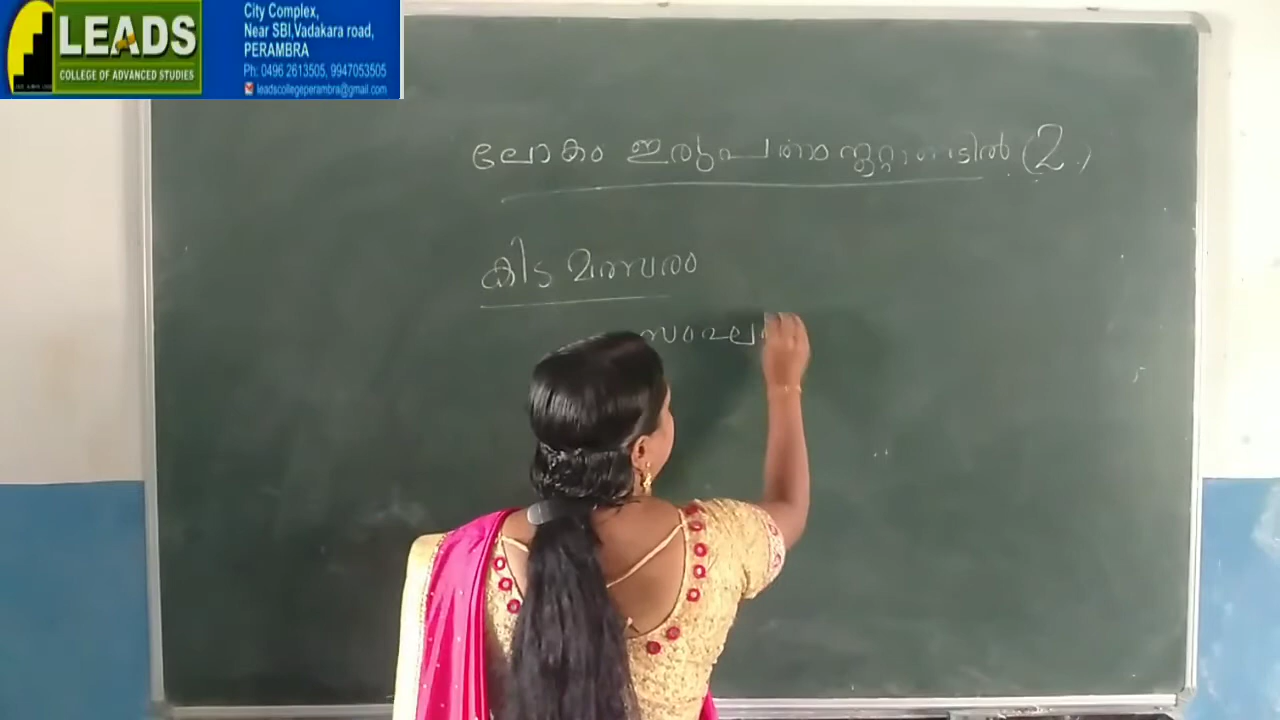 LEADS
COLLEGE OF ADVANCED STUDIES
City Complex,
Near SBI,Vadakara road,
PERAMBRA
Ph: 0496 2613505, 9947053505
leadscollegeperambra@gmail.com
ലോകം ഇരുപതാം നൂറ്റാണ്ടിൽ (2)
കിട മത്സരം